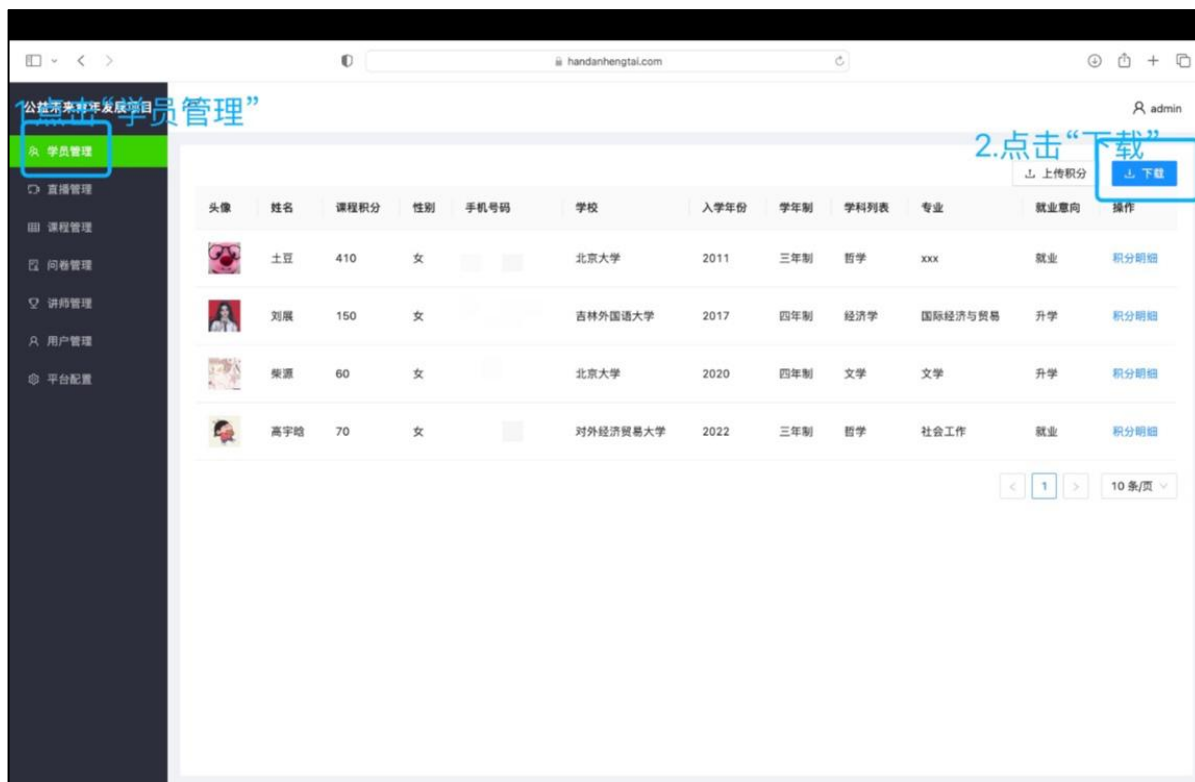 handanhengtai.com
公益未来青年发展项目
1.点击“学员管理”
admin
2.点击“下载”
学员管理
直播管理
课程管理
问卷管理
讲师管理
用户管理
平台配置
上传积分 下载
头像 姓名 课程积分 性别 手机号码 学校 入学年份 学年制 学科列表 专业 就业意向 操作
土豆 410 女 北京大学 2011 三年制 哲学 xxx 就业 积分明细
刘展 150 女 吉林外国语大学 2017 四年制 经济学 国际经济与贸易 升学 积分明细
柴源 60 女 北京大学 2020 四年制 文学 文学 升学 积分明细
高宇晗 70 女 对外经济贸易大学 2022 三年制 哲学 社会工作 就业 积分明细
< 1 > 10 条/页